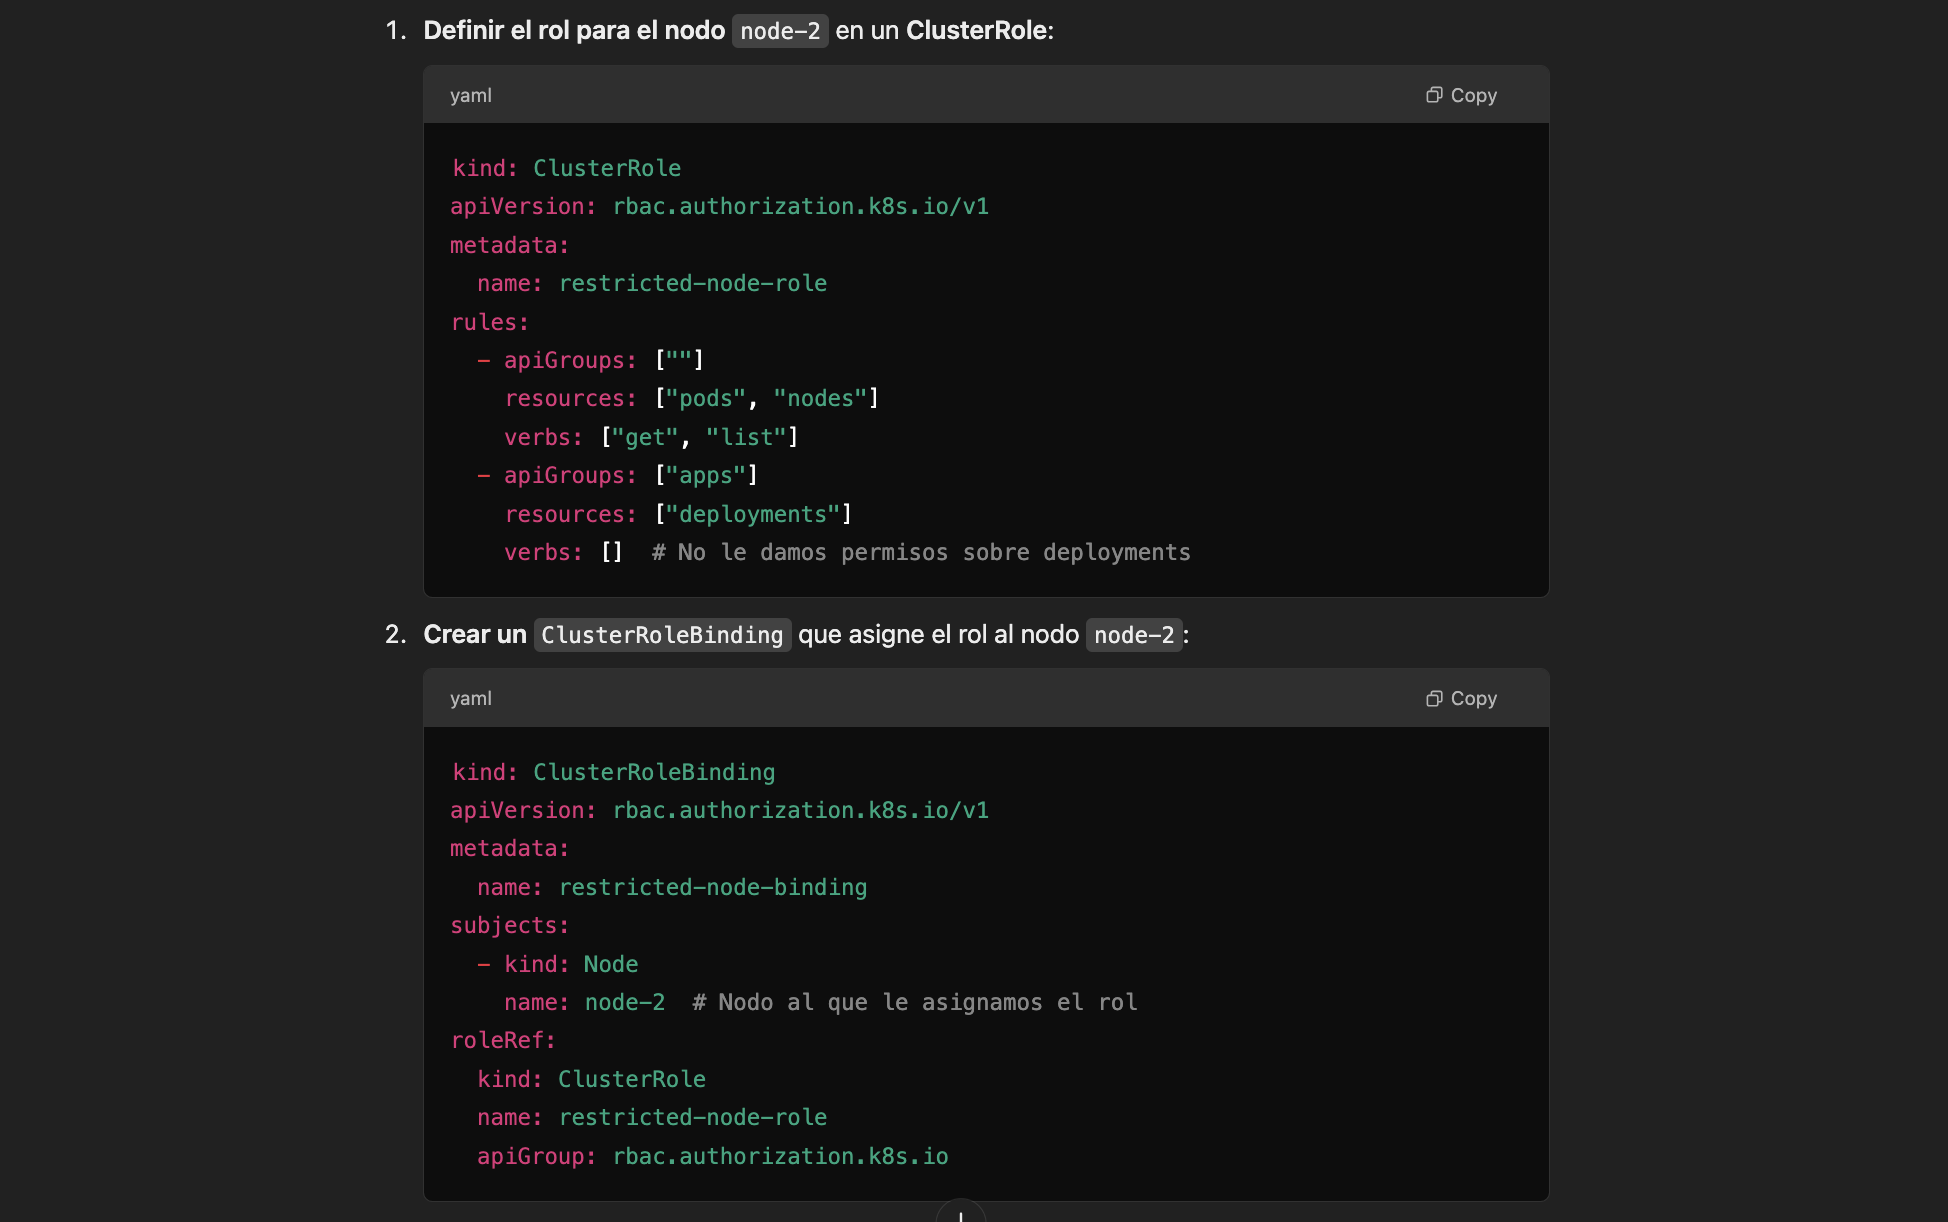 1. Definir el rol para el nodo node-2 en un ClusterRole:
yaml
Copy
kind: ClusterRole
apiVersion: rbac.authorization.k8s.io/v1
metadata:
  name: restricted-node-role
rules:
  - apiGroups: [""]
    resources: ["pods", "nodes"]
    verbs: ["get", "list"]
  - apiGroups: ["apps"]
    resources: ["deployments"]
    verbs: []  # No le damos permisos sobre deployments
2. Crear un ClusterRoleBinding que asigne el rol al nodo node-2:
yaml
Copy
kind: ClusterRoleBinding
apiVersion: rbac.authorization.k8s.io/v1
metadata:
  name: restricted-node-binding
subjects:
  - kind: Node
    name: node-2  # Nodo al que le asignamos el rol
roleRef:
  kind: ClusterRole
  name: restricted-node-role
  apiGroup: rbac.authorization.k8s.io